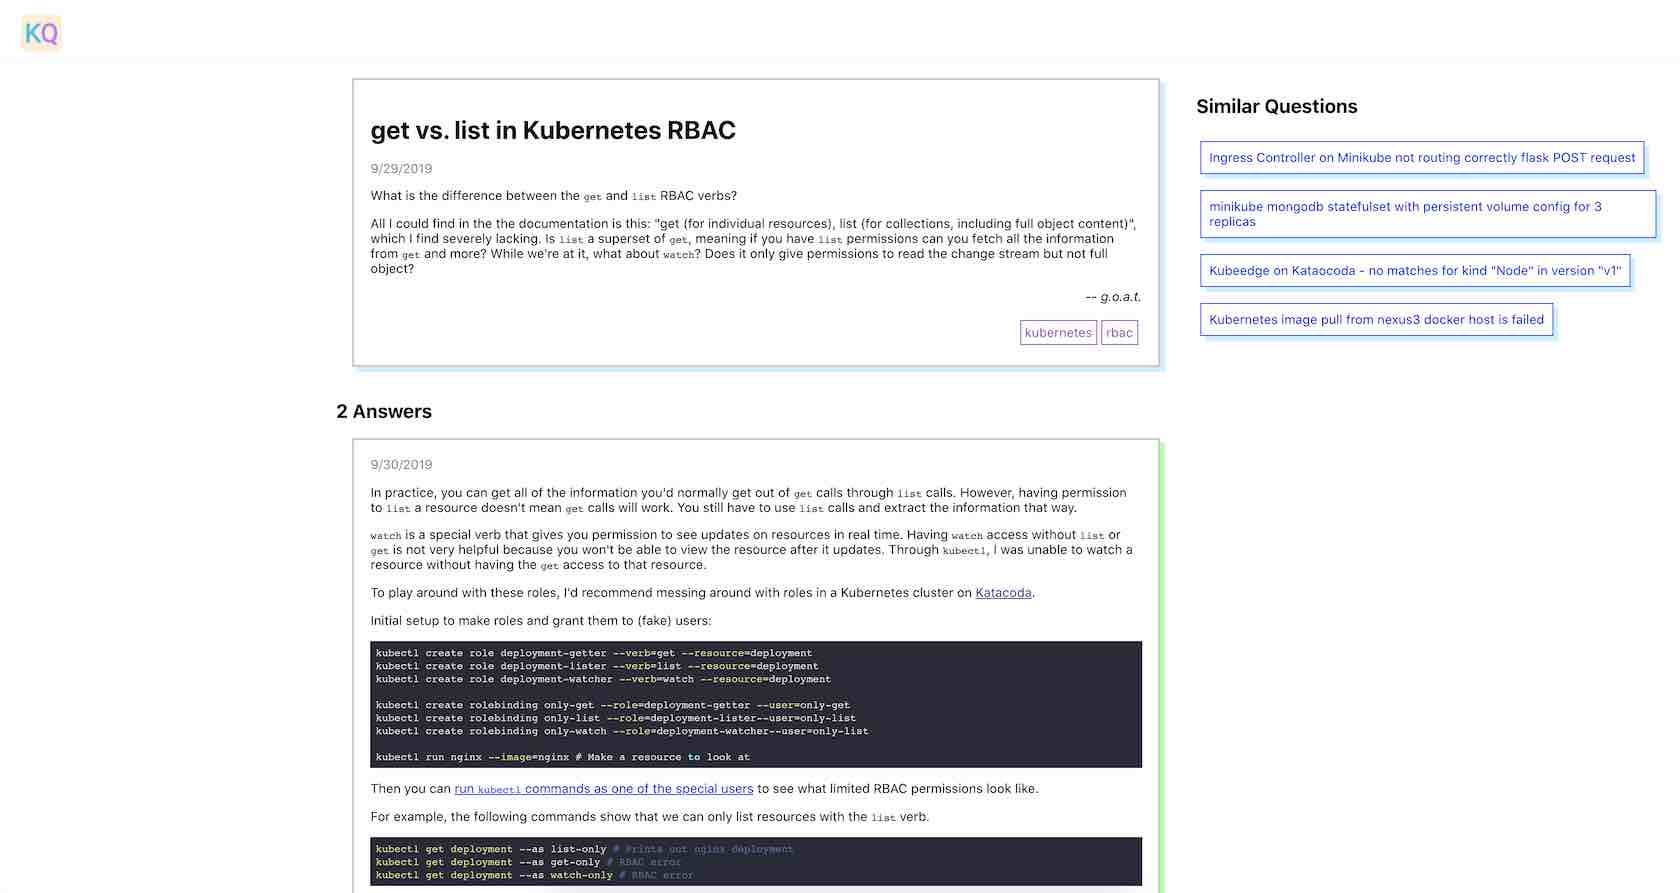 KQ
get vs. list in Kubernetes RBAC
9/29/2019
What is the difference between the get and list RBAC verbs?
All I could find in the the documentation is this: "get (for individual resources), list (for collections, including full object content)",
which I find severely lacking. Is list a superset of get, meaning if you have list permissions can you fetch all the information
from get and more? While we're at it, what about watch? Does it only give permissions to read the change stream but not full
object?
-- g.o.a.t.
kubernetes rbac
Similar Questions
Ingress Controller on Minikube not routing correctly flask POST request
minikube mongodb statefulset with persistent volume config for 3
replicas
Kubeedge on Kataocoda - no matches for kind "Node" in version "v1"
Kubernetes image pull from nexus3 docker host is failed
2 Answers
9/30/2019
In practice, you can get all of the information you'd normally get out of get calls through list calls. However, having permission
to list a resource doesn't mean get calls will work. You still have to use list calls and extract the information that way.
watch is a special verb that gives you permission to see updates on resources in real time. Having watch access without list or
get is not very helpful because you won't be able to view the resource after it updates. Through kubectl, I was unable to watch a
resource without having the get access to that resource.
To play around with these roles, I'd recommend messing around with roles in a Kubernetes cluster on Katacoda.
Initial setup to make roles and grant them to (fake) users:
kubectl create role deployment-getter --verb=get --resource=deployment
kubectl create role deployment-lister --verb=list --resource=deployment
kubectl create role deployment-watcher --verb=watch --resource=deployment
kubectl create rolebinding only-get --role=deployment-getter --user=only-get
kubectl create rolebinding only-list --role=deployment-lister--user=only-list
kubectl create rolebinding only-watch --role=deployment-watcher--user=only-list
kubectl run nginx --image=nginx # Make a resource to look at
Then you can run kubectl commands as one of the special users to see what limited RBAC permissions look like.
For example, the following commands show that we can only list resources with the list verb.
kubectl get deployment --as list-only # Prints out nginx deployment
kubectl get deployment --as get-only # RBAC error
kubectl get deployment --as watch-only # RBAC error